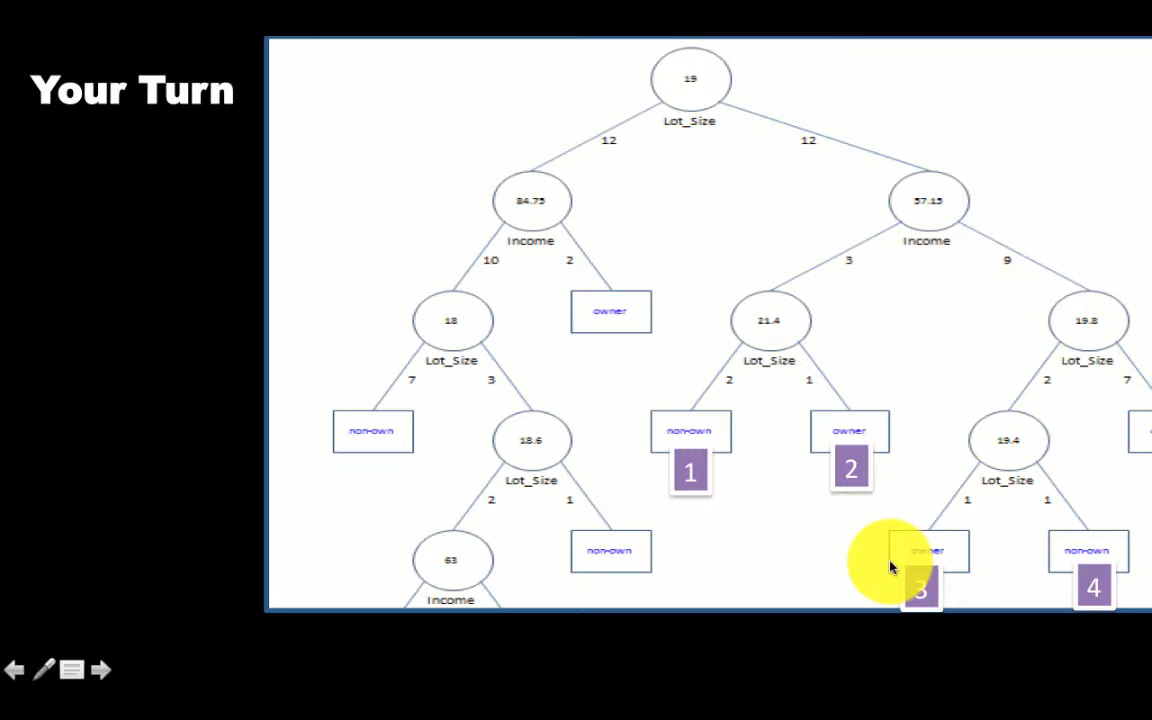 Your Turn
19
Lot_Size
12
12
84.75
57.15
Income
Income
10
2
3
9
18
owner
21.4
19.8
Lot_Size
Lot_Size
Lot_Size
7
3
2
1
2
7
non-own
18.6
non-own
owner
19.4
1
2
Lot_Size
Lot_Size
2
1
1
1
63
non-own
owner
non-own
3
4
Income